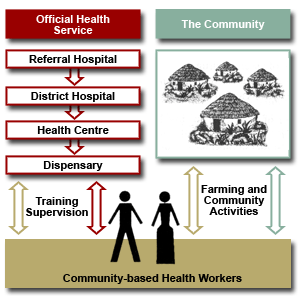 Official Health
Service
The Community
Referral Hospital
District Hospital
Health Centre
Dispensary
Training
Supervision
Farming and
Community
Activities
Community-based Health Workers